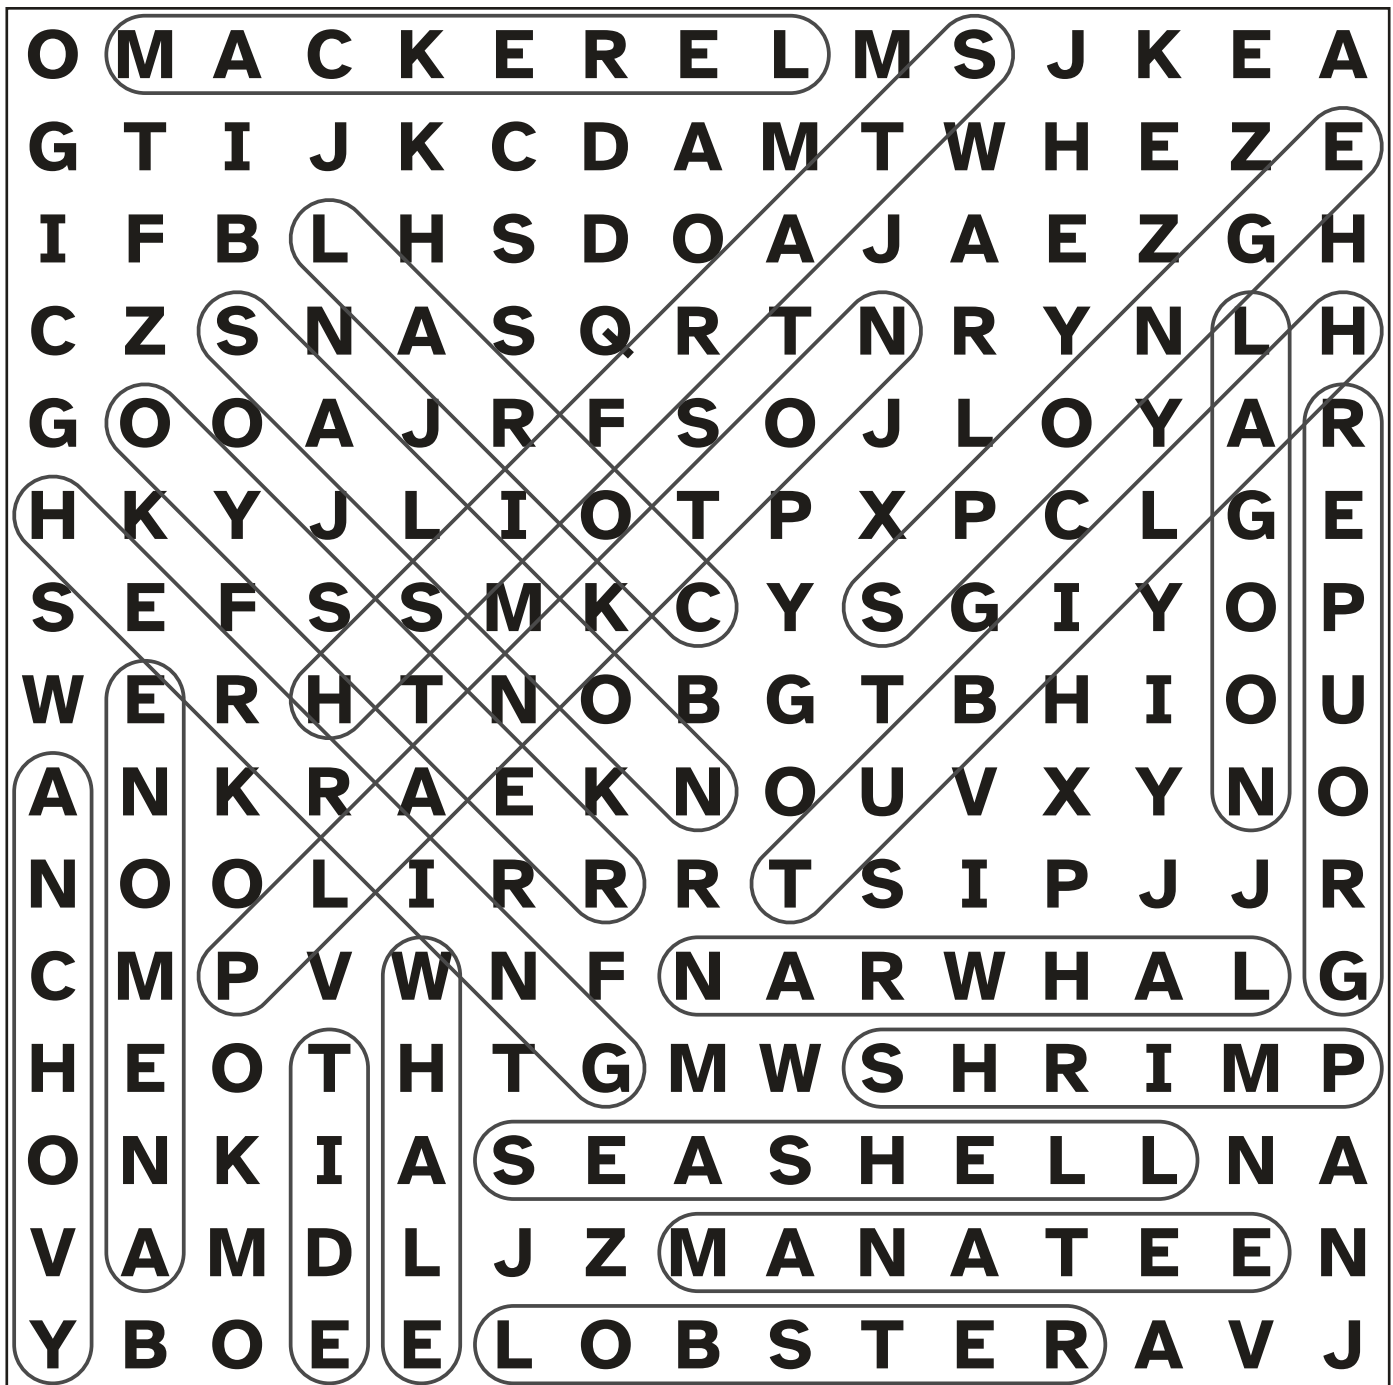 O M A C K E R E L M S J K E A
G T I J K C D A M T W H E Z E
I F B L H S D O A J A E Z G H
C Z S N A S Q R T N R Y N L H
G O O A J R F S O J L O Y A R
H K Y J L I O T P X P C L G E
S E F S S M K C Y S G I Y O P
W E R H T N O B G T B H I O U
A N K R A E K N O U V X Y N O
N O O L I R R R T S I P J J R
C M P V W N F N A R W H A L G
H E O T H T G M W S H R I M P
O N K I A S E A S H E L L N A
V A M D L J Z M A N A T E E N
Y B O E E L O B S T E R A V J